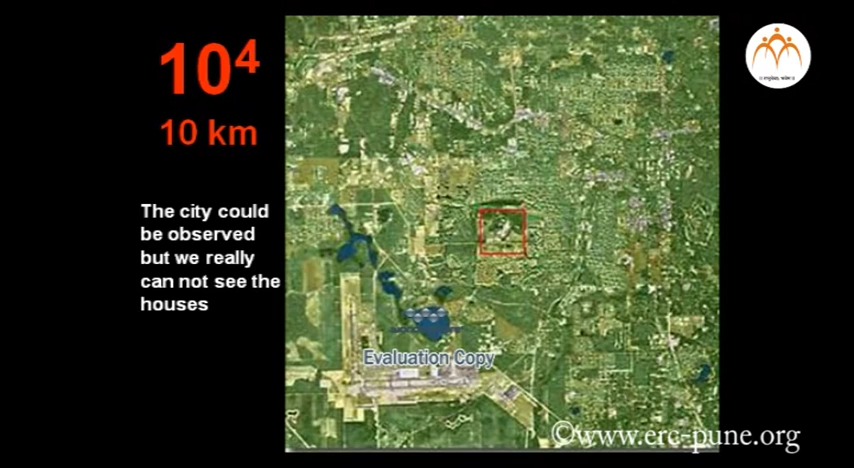 10⁴
10 km
The city could
be observed
but we really
can not see the
houses
Evaluation Copy
©www.erc-pune.org